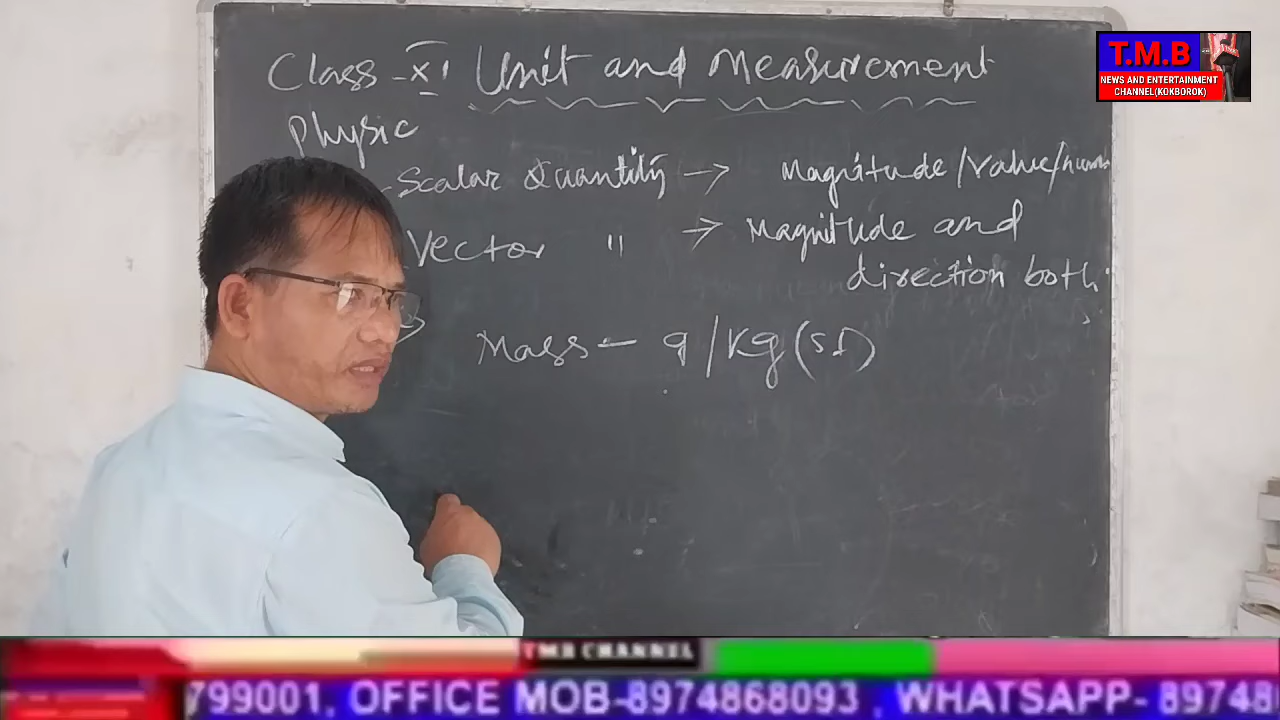 Class - XI Unit and Measurement
Physic
- Scalar Quantity → Magnitude/Value/num
Vector " → Magnitude and
direction both.
Mass - g/Kg(SI)
T.M.B
NEWS AND ENTERTAINMENT
CHANNEL(KOKBOROK)
TMB CHANNEL
799001, OFFICE MOB-8974868093 , WHATSAPP- 89748